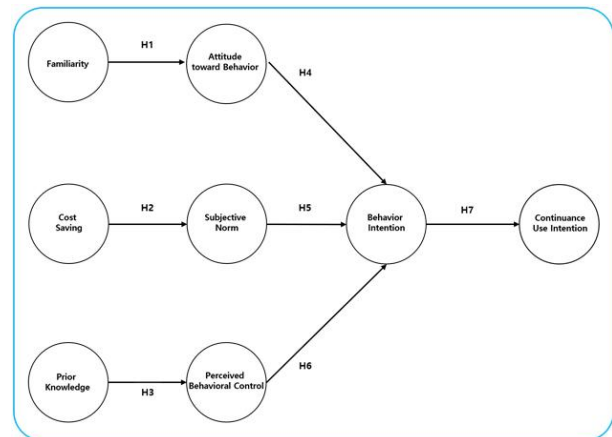 H1
Familiarity
Attitude
toward Behavior
H4
H2
Cost
Saving
Subjective
Norm
H5
Behavior
Intention
H7
Continuance
Use Intention
Prior
Knowledge
H3
Perceived
Behavioral Control
H6